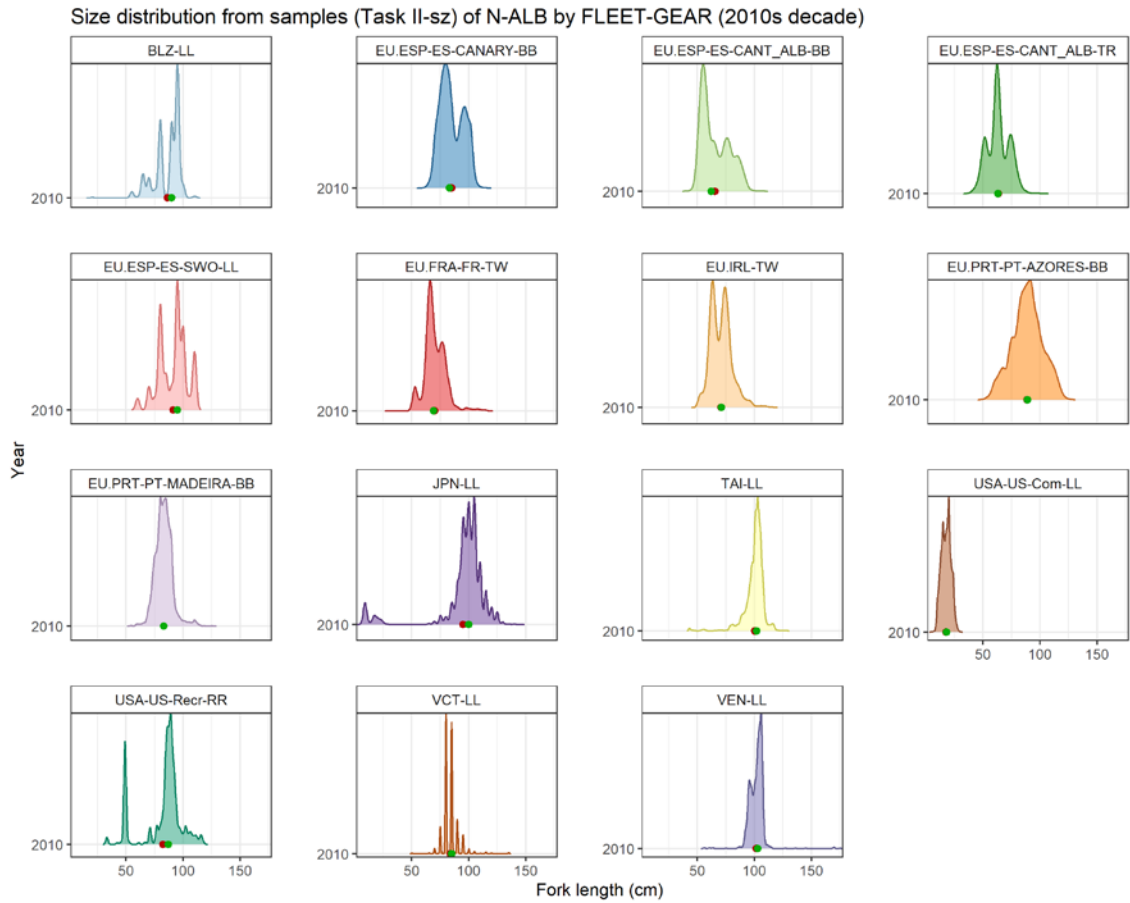 Size distribution from samples (Task II-sz) of N-ALB by FLEET-GEAR (2010s decade)
BLZ-LL
EU.ESP-ES-CANARY-BB
EU.ESP-ES-CANT_ALB-BB
EU.ESP-ES-CANT_ALB-TR
2010
2010
2010
2010
EU.ESP-ES-SWO-LL
EU.FRA-FR-TW
EU.IRL-TW
EU.PRT-PT-AZORES-BB
2010
2010
2010
2010
Year
EU.PRT-PT-MADEIRA-BB
JPN-LL
TAI-LL
USA-US-Com-LL
2010
2010
2010
2010
50 100 150
USA-US-Recr-RR
VCT-LL
VEN-LL
2010
2010
2010
50 100 150
50 100 150
50 100 150
Fork length (cm)